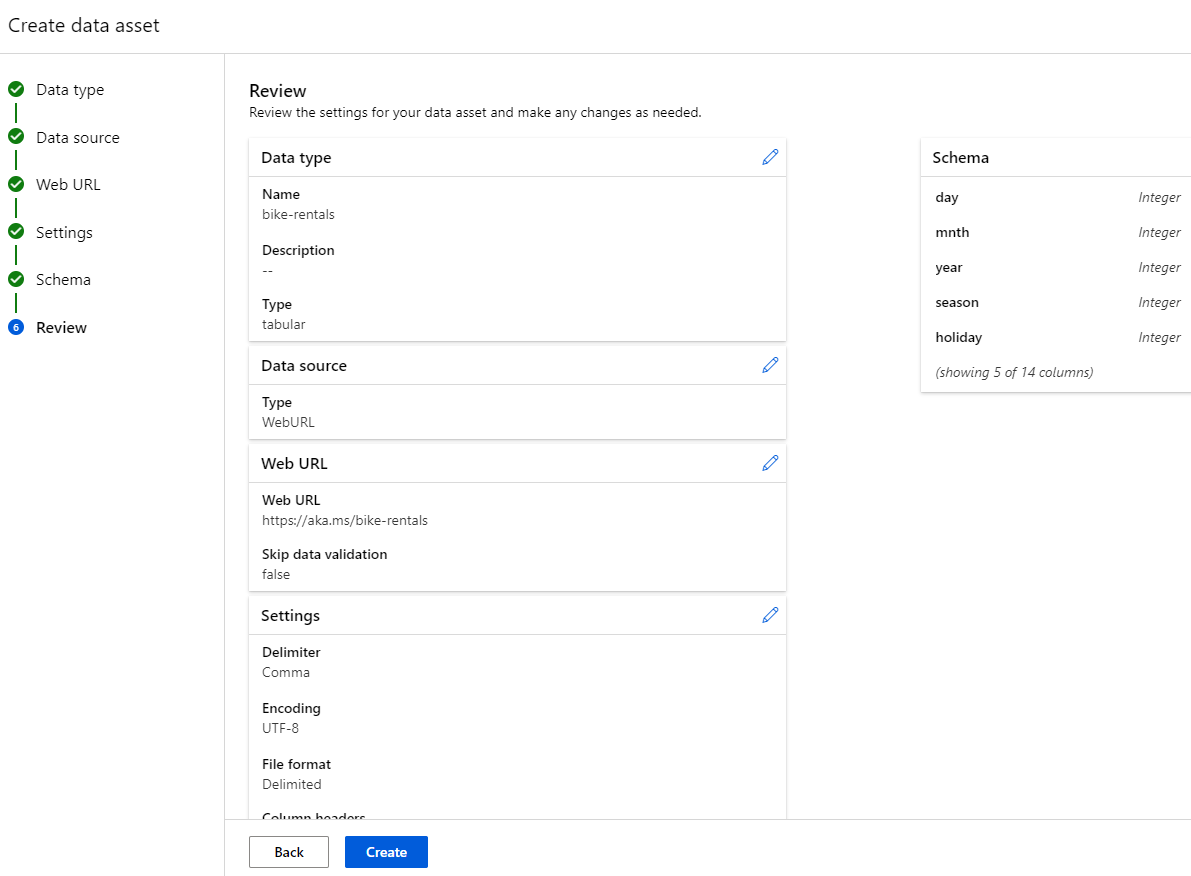 Create data asset
Data type
Data source
Web URL
Settings
Schema
6 Review
Review
Review the settings for your data asset and make any changes as needed.
Data type
Name
bike-rentals
Description
--
Type
tabular
Data source
Type
WebURL
Web URL
Web URL
https://aka.ms/bike-rentals
Skip data validation
false
Settings
Delimiter
Comma
Encoding
UTF-8
File format
Delimited
Column headers
Schema
day Integer
mnth Integer
year Integer
season Integer
holiday Integer
(showing 5 of 14 columns)
Back Create